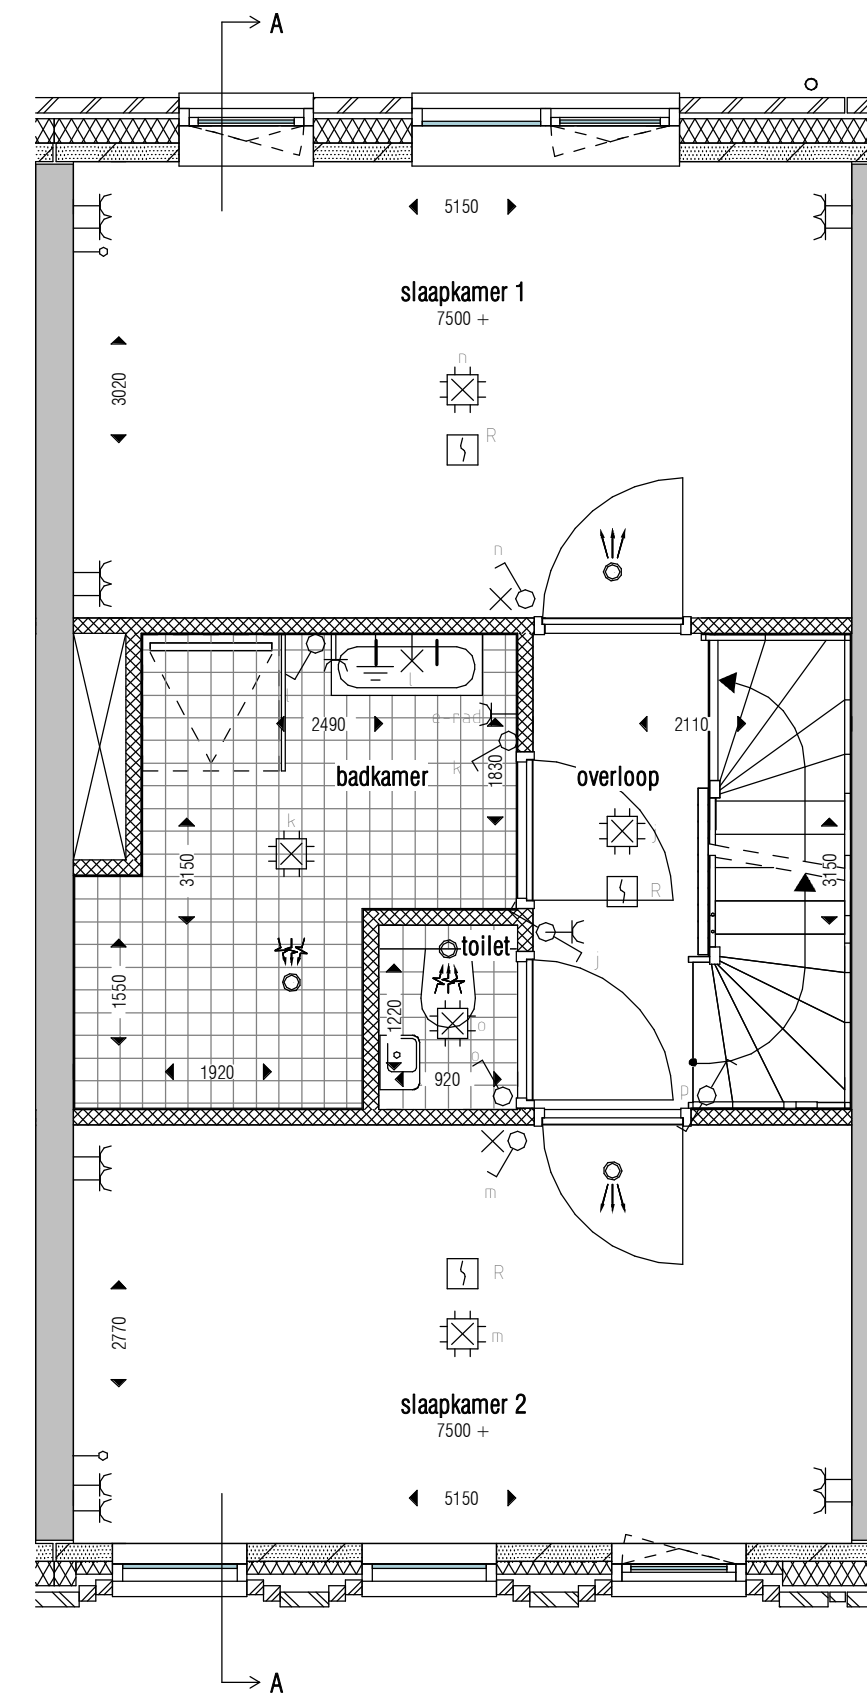 A
5150
slaapkamer 1
7500 +
n
3020
R
n
2490
e-rad
2110
l
l
k
1830
badkamer
overloop
k
j
3150
R
3150
toilet
j
1550
1220
o
o
1920
920
p
m
R
2770
m
slaapkamer 2
7500 +
5150
A